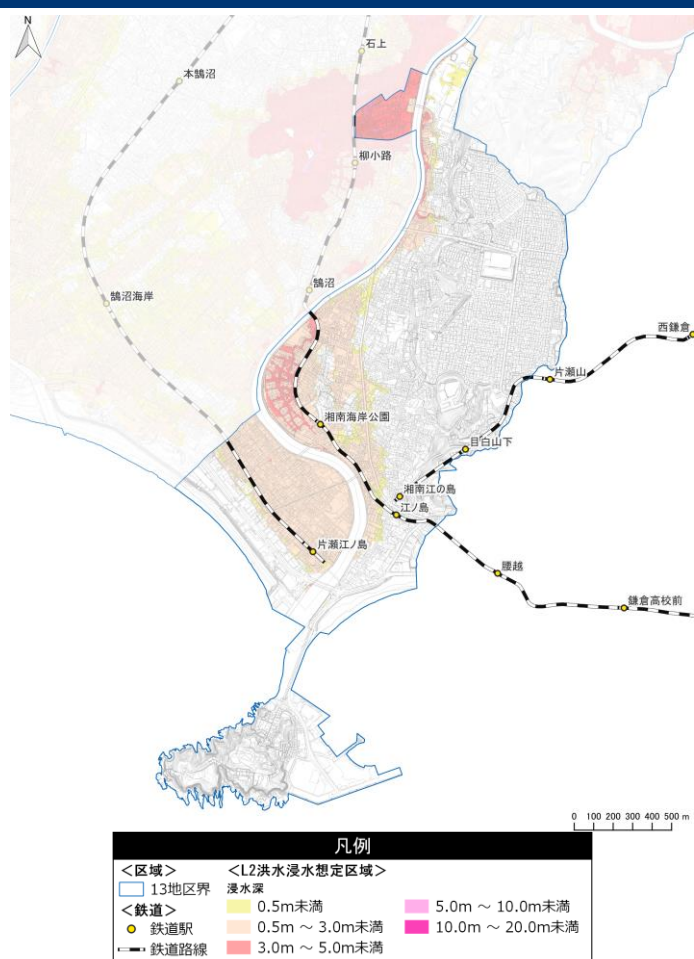 N
石上
本鵠沼
柳小路
鵠沼
鵠沼海岸
西鎌倉
片瀬山
湘南海岸公園
目白山下
湘南江の島
江ノ島
片瀬江ノ島
腰越
鎌倉高校前
0 100 200 300 400 500 m
凡例
<区域>
13地区界
<鉄道>
鉄道駅
鉄道路線
<L2洪水浸水想定区域>
浸水深
0.5m未満
0.5m ~ 3.0m未満
3.0m ~ 5.0m未満
5.0m ~ 10.0m未満
10.0m ~ 20.0m未満